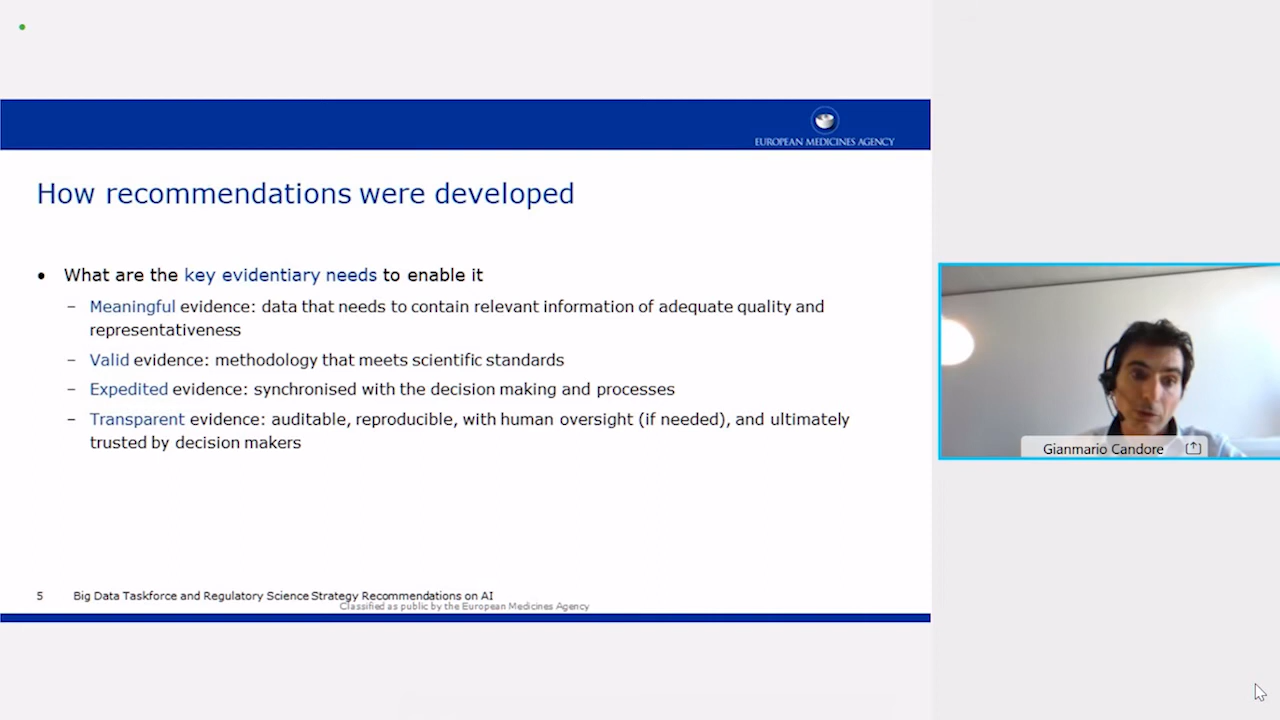 EUROPEAN MEDICINES AGENCY
How recommendations were developed
• What are the key evidentiary needs to enable it
– Meaningful evidence: data that needs to contain relevant information of adequate quality and
representativeness
– Valid evidence: methodology that meets scientific standards
– Expedited evidence: synchronised with the decision making and processes
– Transparent evidence: auditable, reproducible, with human oversight (if needed), and ultimately
trusted by decision makers
Gianmario Candore
5 Big Data Taskforce and Regulatory Science Strategy Recommendations on AI
Classified as public by the European Medicines Agency